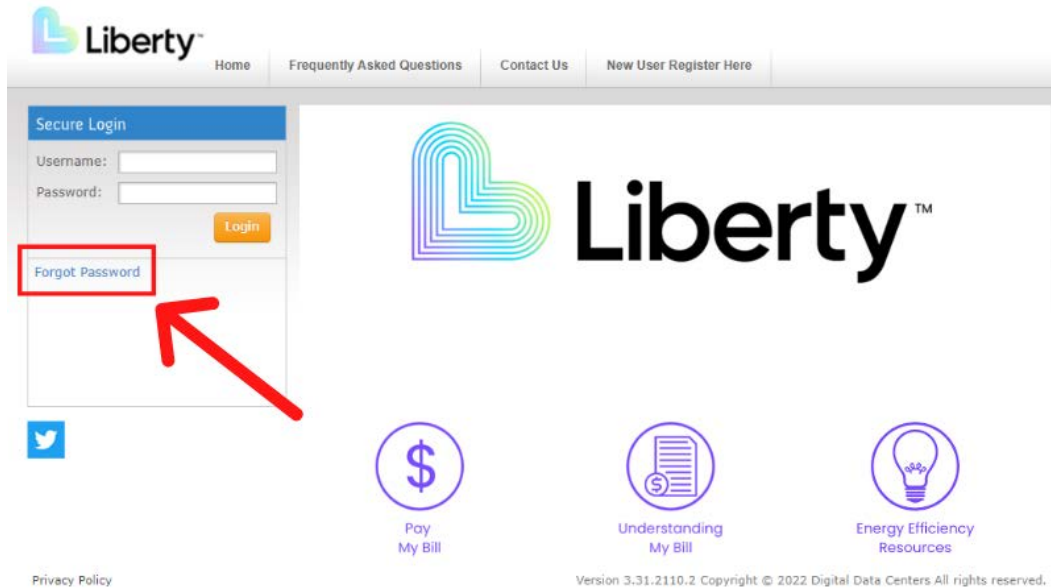 Liberty™
Home Frequently Asked Questions Contact Us New User Register Here
Secure Login
Username:
Password:
Login
Forgot Password
Liberty™
$
Pay
My Bill
$
Understanding
My Bill
Energy Efficiency
Resources
Privacy Policy
Version 3.31.2110.2 Copyright © 2022 Digital Data Centers All rights reserved.